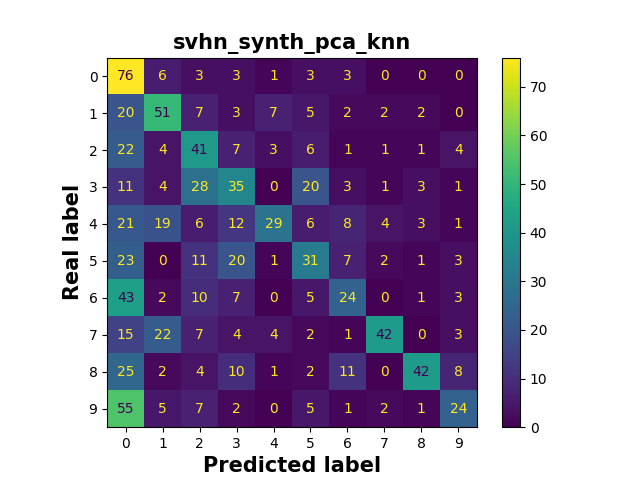 svhn_synth_pca_knn
Real label
0 76 6 3 3 1 3 3 0 0 0
1 20 51 7 3 7 5 2 2 2 0
2 22 4 41 7 3 6 1 1 1 4
3 11 4 28 35 0 20 3 1 3 1
4 21 19 6 12 29 6 8 4 3 1
5 23 0 11 20 1 31 7 2 1 3
6 43 2 10 7 0 5 24 0 1 3
7 15 22 7 4 4 2 1 42 0 3
8 25 2 4 10 1 2 11 0 42 8
9 55 5 7 2 0 5 1 2 1 24
0 1 2 3 4 5 6 7 8 9
Predicted label
70
60
50
40
30
20
10
0